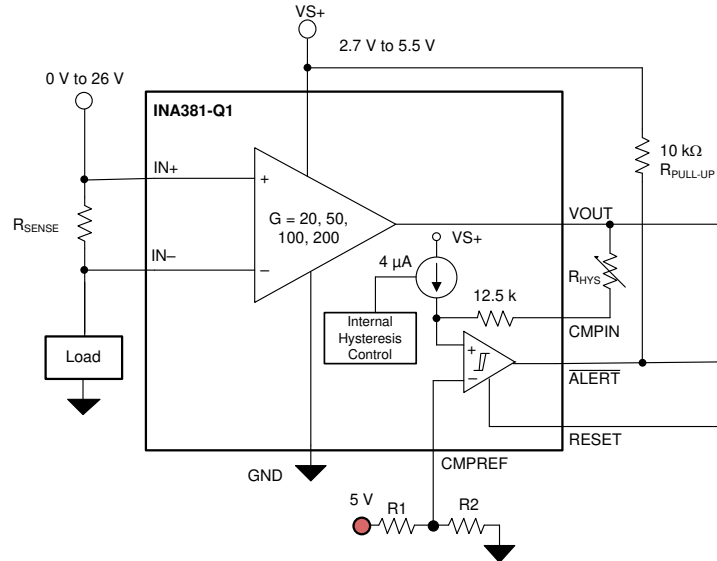 VS+
2.7 V to 5.5 V
0 V to 26 V
INA381-Q1
IN+
10 kΩ
RPULL-UP
+
G = 20, 50,
100, 200
RSENSE
VOUT
IN–
–
VS+
4 µA
RHYS
12.5 k
Internal
Hysteresis
Control
CMPIN
Load
+
–
ALERT
RESET
GND
CMPREF
5 V
R1
R2